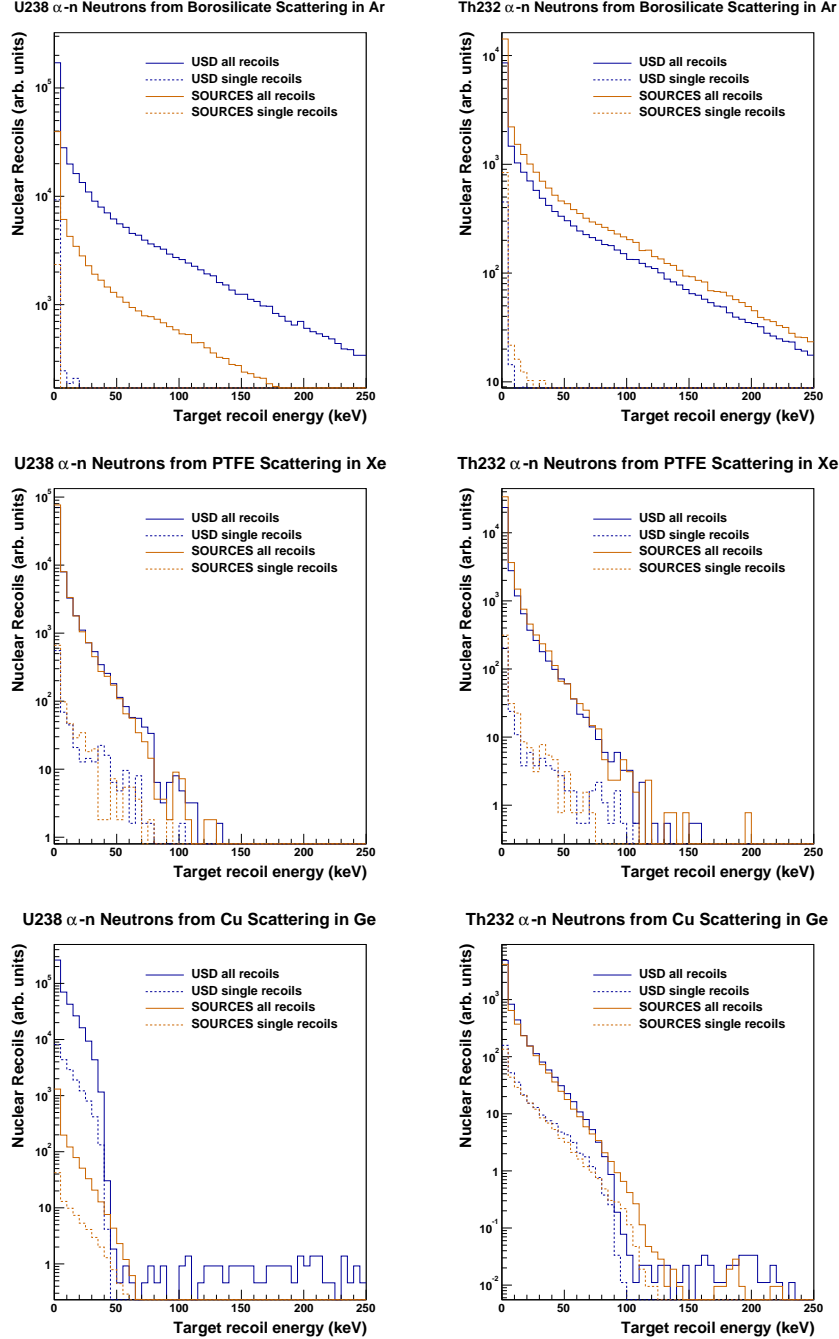 U238 α-n Neutrons from Borosilicate Scattering in Ar
Nuclear Recoils (arb. units)
10^5
10^4
10^3
USD all recoils
USD single recoils
SOURCES all recoils
SOURCES single recoils
0 50 100 150 200 250
Target recoil energy (keV)
Th232 α-n Neutrons from Borosilicate Scattering in Ar
Nuclear Recoils (arb. units)
10^4
10^3
10^2
10
USD all recoils
USD single recoils
SOURCES all recoils
SOURCES single recoils
0 50 100 150 200 250
Target recoil energy (keV)
U238 α-n Neutrons from PTFE Scattering in Xe
Nuclear Recoils (arb. units)
10^5
10^4
10^3
10^2
10
1
USD all recoils
USD single recoils
SOURCES all recoils
SOURCES single recoils
0 50 100 150 200 250
Target recoil energy (keV)
Th232 α-n Neutrons from PTFE Scattering in Xe
Nuclear Recoils (arb. units)
10^4
10^3
10^2
10
1
USD all recoils
USD single recoils
SOURCES all recoils
SOURCES single recoils
0 50 100 150 200 250
Target recoil energy (keV)
U238 α-n Neutrons from Cu Scattering in Ge
Nuclear Recoils (arb. units)
10^5
10^4
10^3
10^2
10
1
USD all recoils
USD single recoils
SOURCES all recoils
SOURCES single recoils
0 50 100 150 200 250
Target recoil energy (keV)
Th232 α-n Neutrons from Cu Scattering in Ge
Nuclear Recoils (arb. units)
10^3
10^2
10
1
10^-1
10^-2
USD all recoils
USD single recoils
SOURCES all recoils
SOURCES single recoils
0 50 100 150 200 250
Target recoil energy (keV)